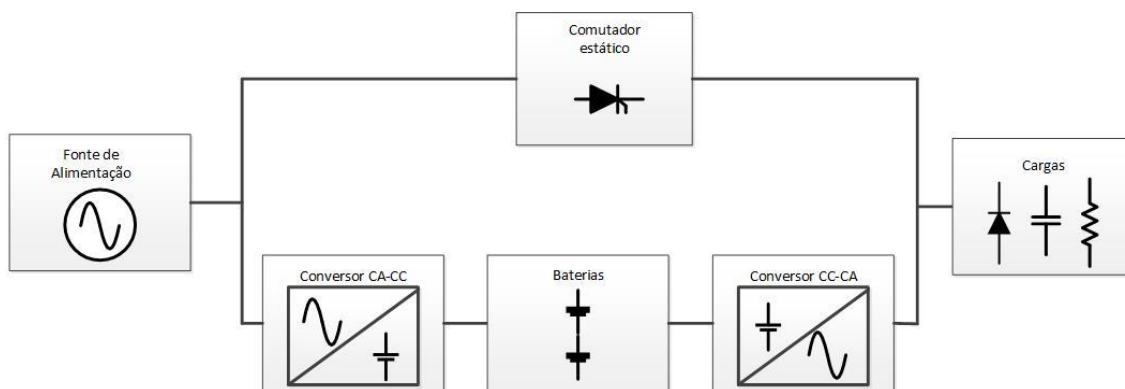 Comutador
estático
Fonte de
Alimentação
Cargas
Conversor CA-CC
Baterias
Conversor CC-CA